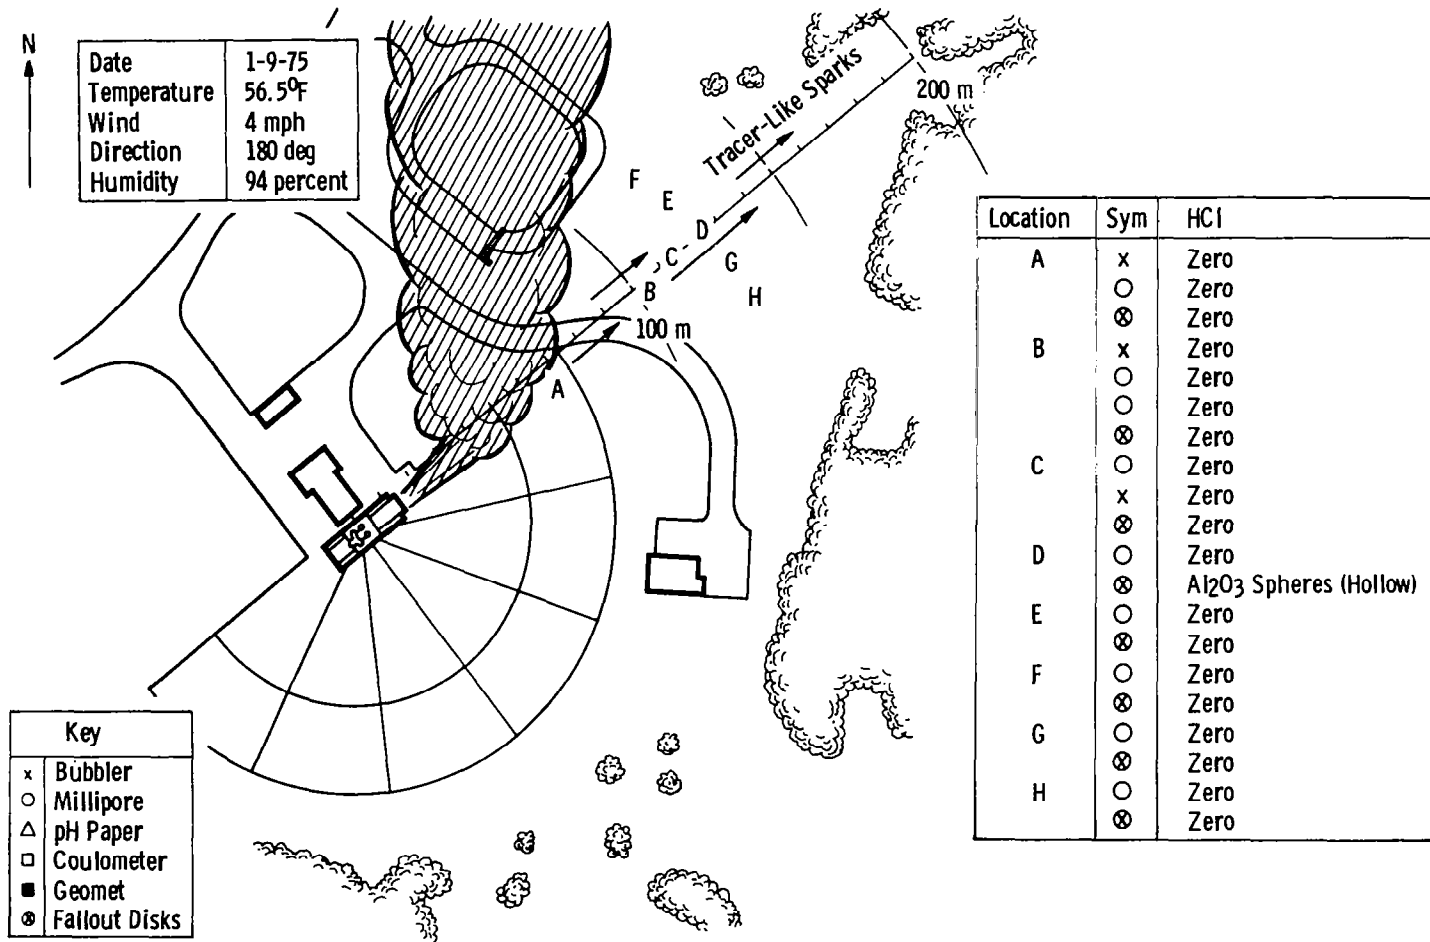 N
Date 1-9-75
Temperature 56.5°F
Wind 4 mph
Direction 180 deg
Humidity 94 percent
Tracer-Like Sparks
200 m
F
E
D
C
G
B
H
100 m
A
Location Sym HCl
A x Zero
○ Zero
⊗ Zero
B x Zero
○ Zero
○ Zero
⊗ Zero
C ○ Zero
x Zero
⊗ Zero
D ○ Zero
⊗ Al2O3 Spheres (Hollow)
E ○ Zero
⊗ Zero
F ○ Zero
⊗ Zero
G ○ Zero
⊗ Zero
H ○ Zero
⊗ Zero
Key
x Bubbler
○ Millipore
△ pH Paper
□ Coulometer
■ Geomet
⊗ Fallout Disks